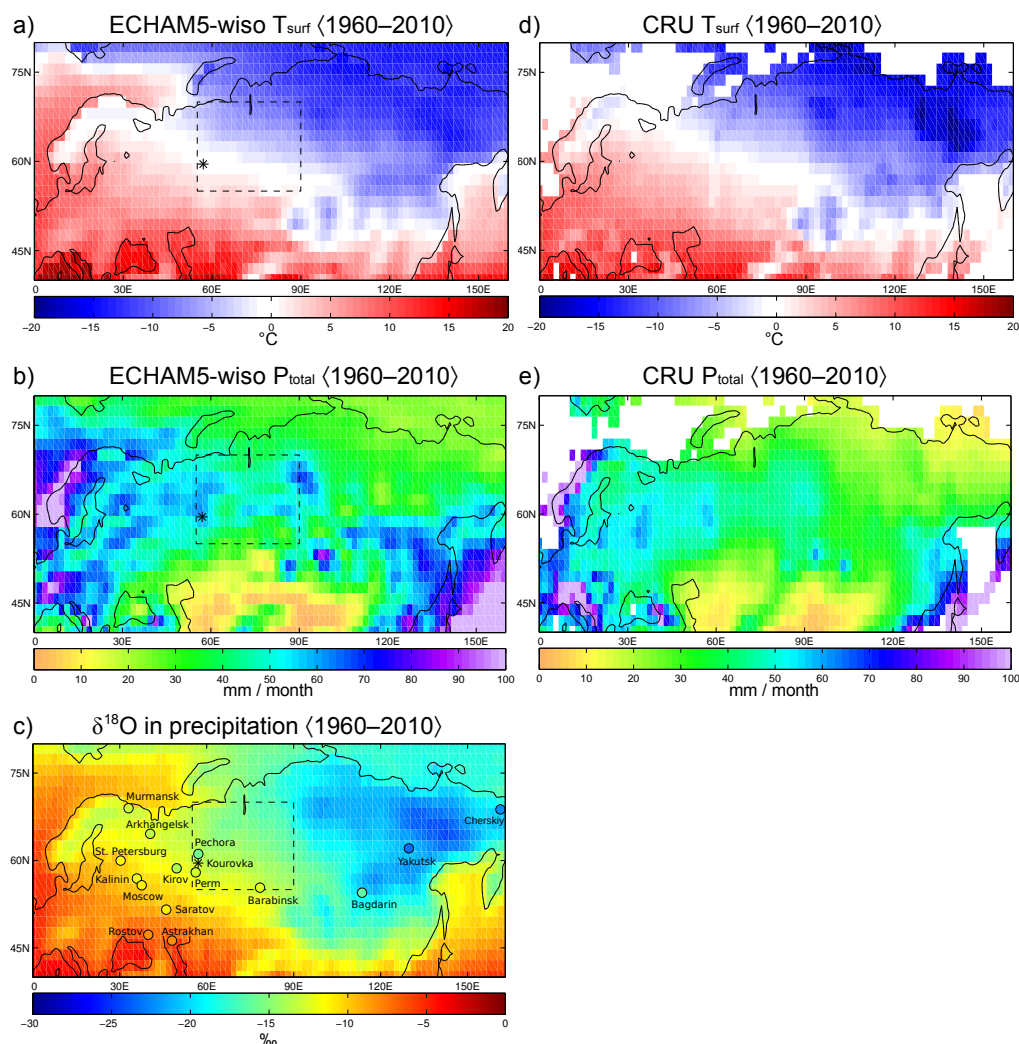 a) ECHAM5-wiso Tsurf ⟨1960–2010⟩
75N
60N
45N
0 30E 60E 90E 120E 150E
−20 −15 −10 −5 0 5 10 15 20
°C
d) CRU Tsurf ⟨1960–2010⟩
75N
60N
45N
0 30E 60E 90E 120E 150E
−20 −15 −10 −5 0 5 10 15 20
°C
b) ECHAM5-wiso Ptotal ⟨1960–2010⟩
75N
60N
45N
0 30E 60E 90E 120E 150E
0 10 20 30 40 50 60 70 80 90 100
mm / month
e) CRU Ptotal ⟨1960–2010⟩
75N
60N
45N
0 30E 60E 90E 120E 150E
0 10 20 30 40 50 60 70 80 90 100
mm / month
c) δ18O in precipitation ⟨1960–2010⟩
75N
60N
45N
Murmansk
Cherskiy
Arkhangelsk
St. Petersburg
Pechora
Kourovka
Yakutsk
Kalinin
Kirov
Perm
Moscow
Barabinsk
Bagdarin
Saratov
Rostov
Astrakhan
0 30E 60E 90E 120E 150E
−30 −25 −20 −15 −10 −5 0
‰